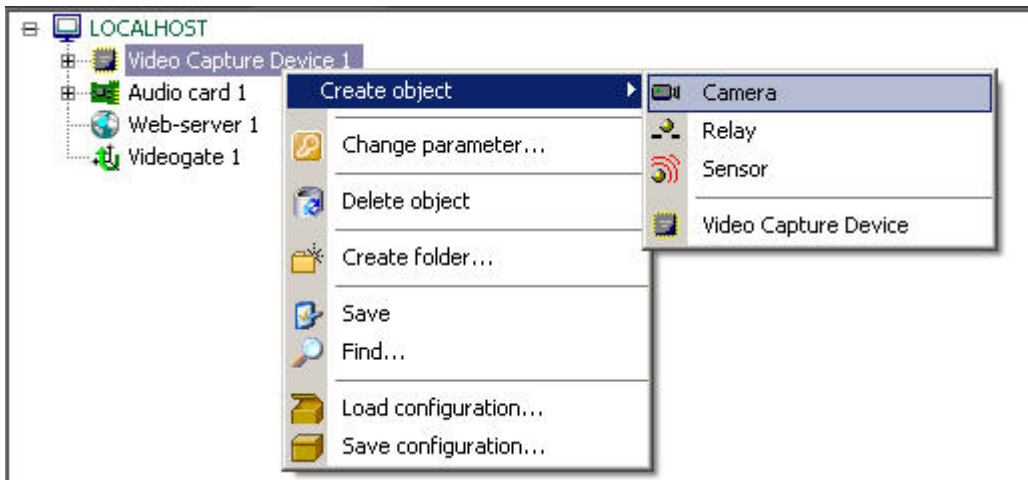 LOCALHOST
Video Capture Device 1
Audio card 1
Web-server 1
Videogate 1
Create object
Change parameter...
Delete object
Create folder...
Save
Find...
Load configuration...
Save configuration...
Camera
Relay
Sensor
Video Capture Device